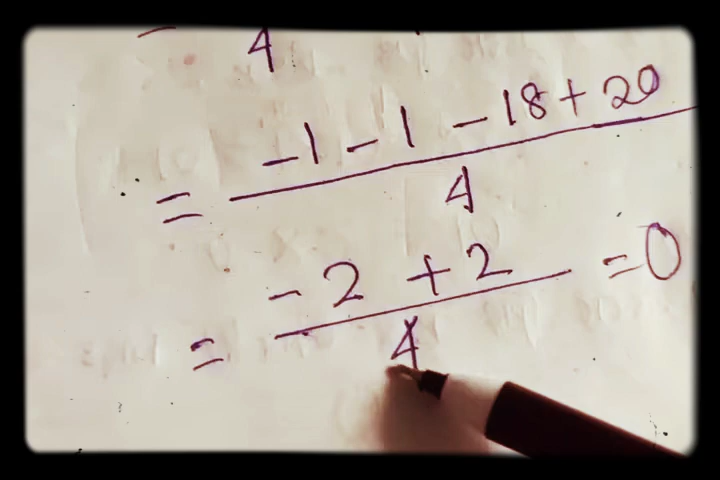 - 4
= -1 - 1 - 18 + 20 / 4
= -2 + 2 / 4 = 0